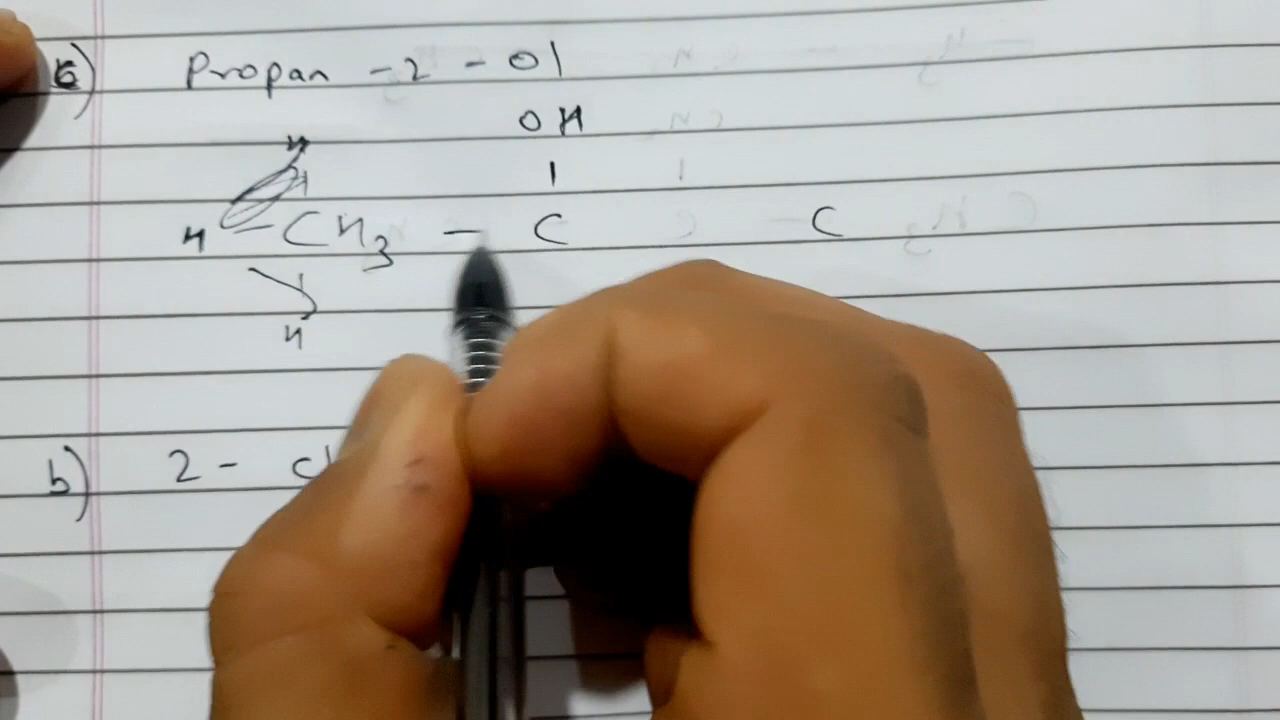 a) Propan - 2 - ol
OH
H
|
H - CH3 - C C
H
b) 2 -